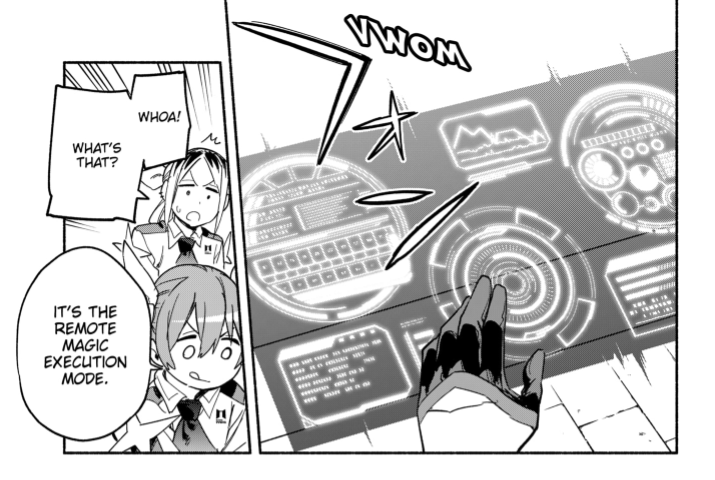 WHOA!
WHAT'S
THAT?
IT'S THE
REMOTE
MAGIC
EXECUTION
MODE.
VWOM